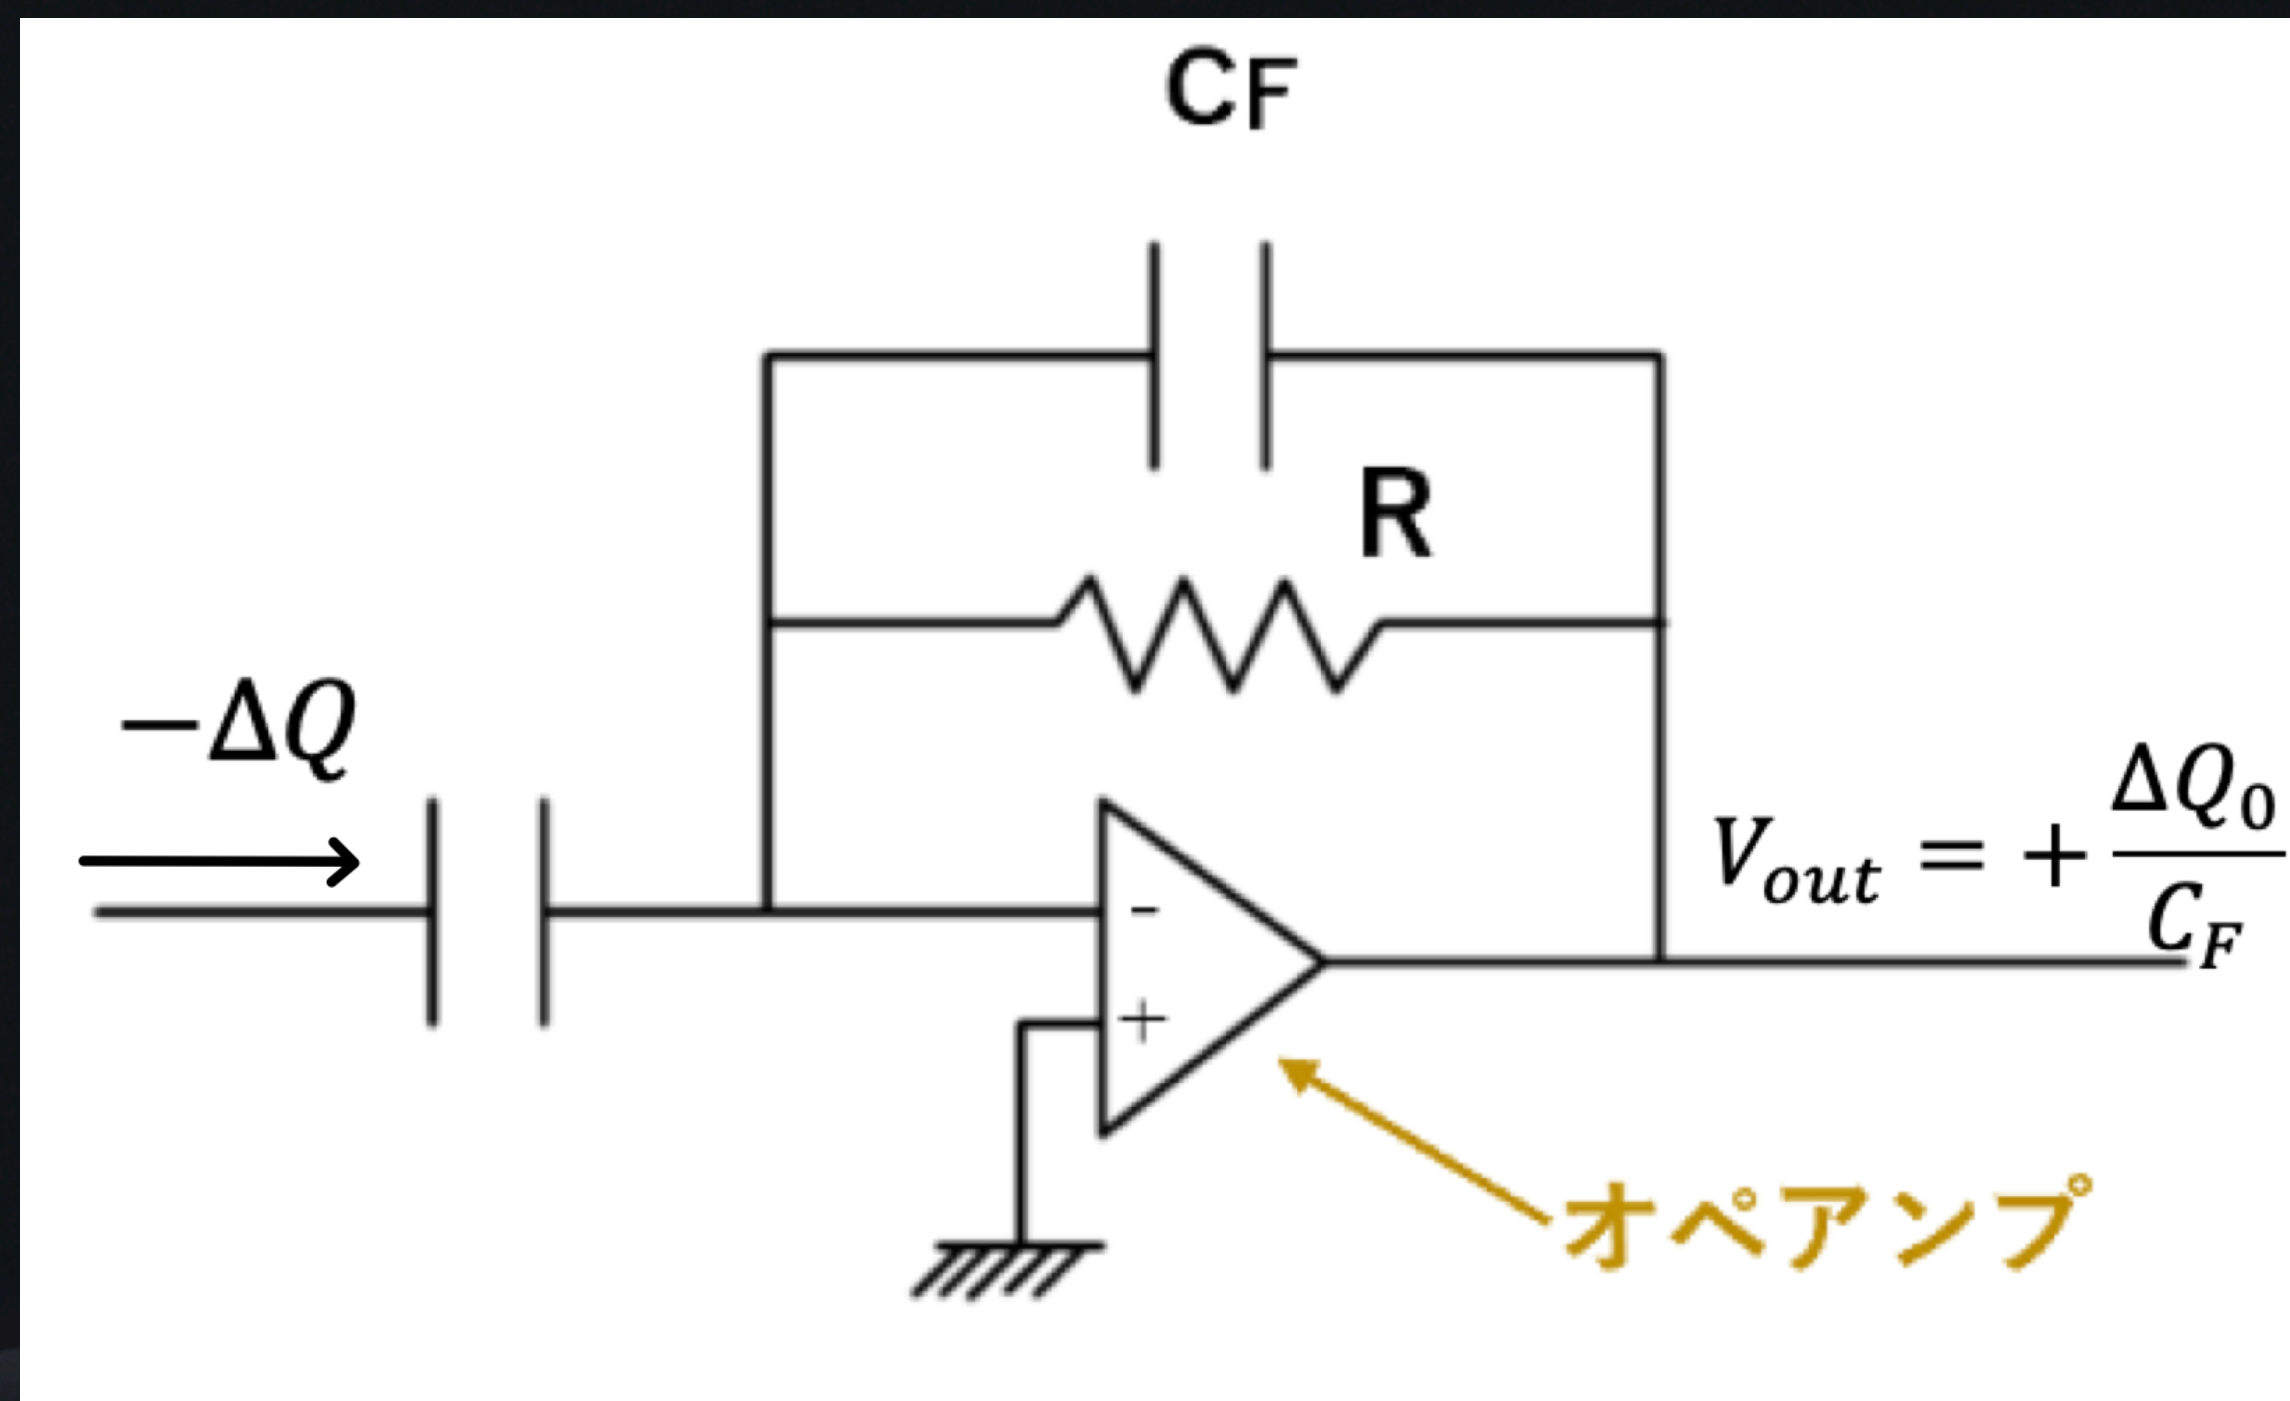 CF
R
−ΔQ
V_out = + ΔQ_0 / C_F
-
+
オペアンプ